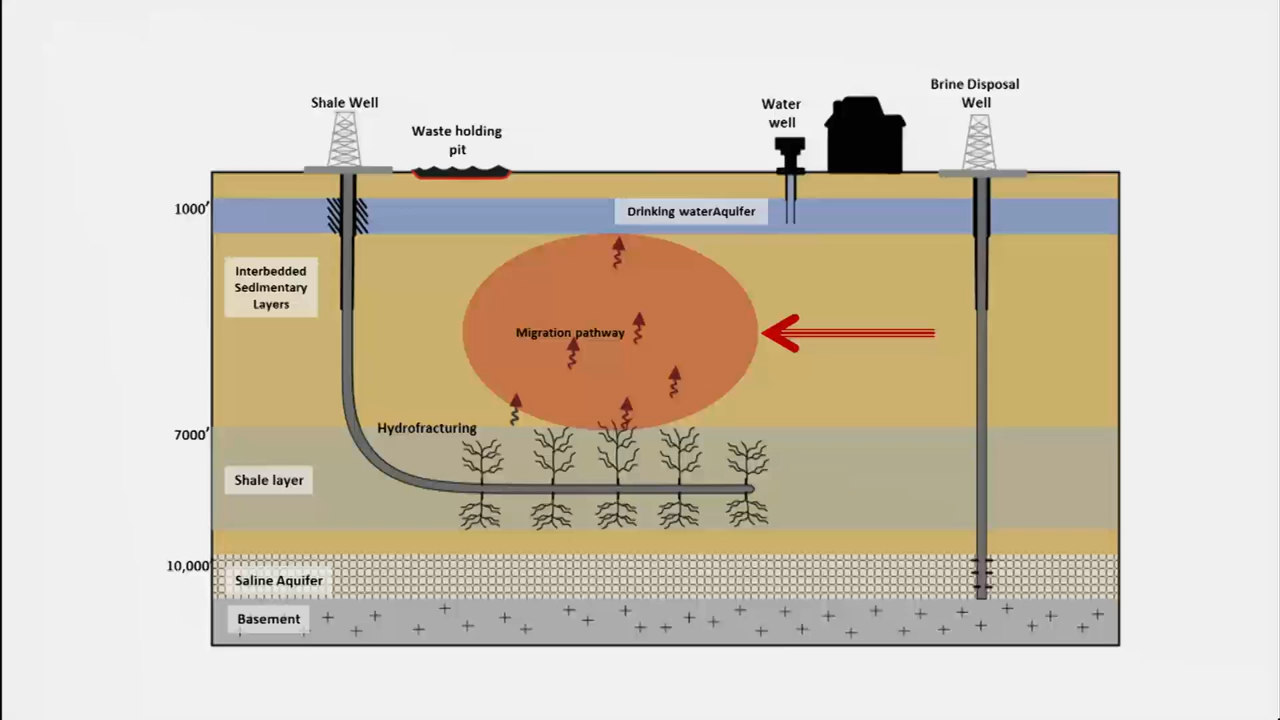 Brine Disposal
Well
Shale Well
Water
well
Waste holding
pit
1000′
Drinking waterAquifer
Interbedded
Sedimentary
Layers
Migration pathway
Hydrofracturing
7000′
Shale layer
10,000′
Saline Aquifer
Basement